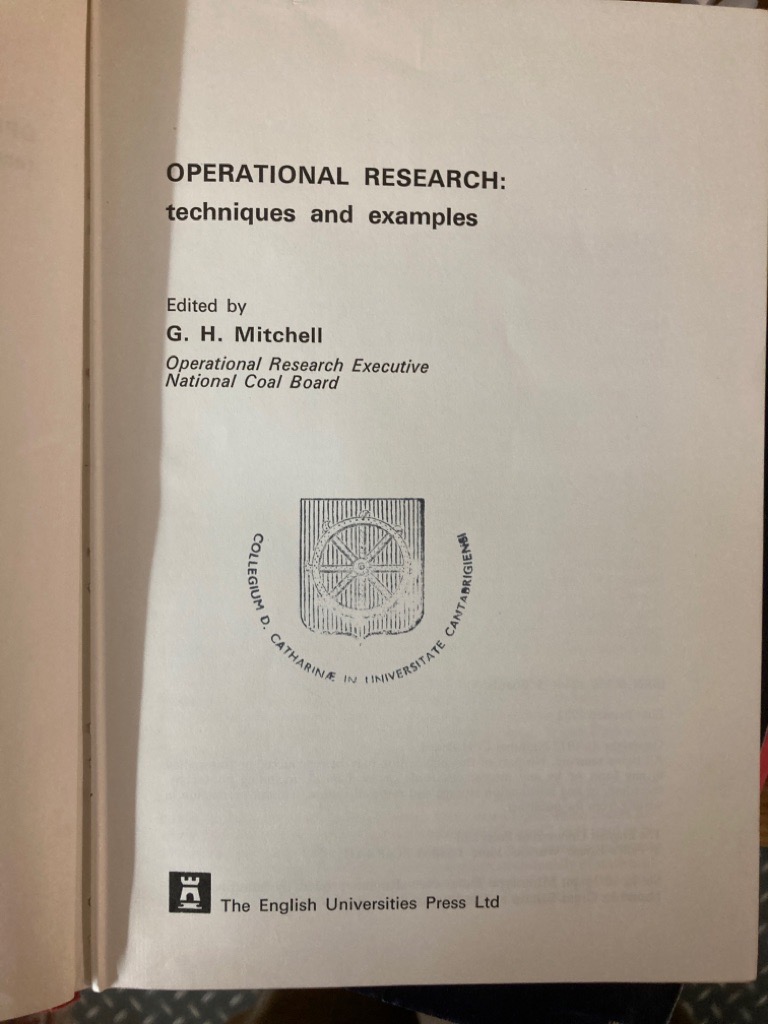 OPERATIONAL RESEARCH:
techniques and examples
Edited by
G. H. Mitchell
Operational Research Executive
National Coal Board
COLLEGIUM D. CATHARINÆ IN UNIVERSITATE CANTABRIGIENSI
The English Universities Press Ltd